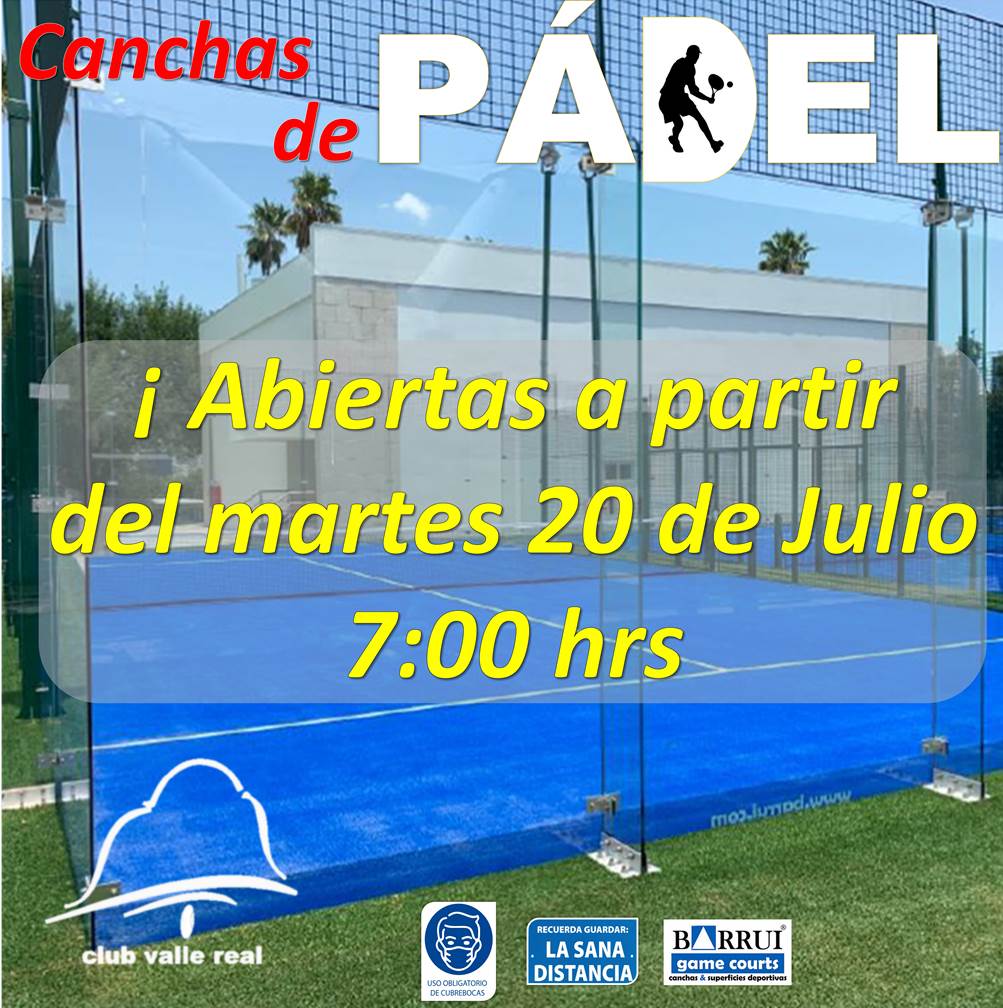 Canchas
de PÁDEL
¡ Abiertas a partir
del martes 20 de Julio
7:00 hrs
www.barrui.com
club valle real
USO OBLIGATORIO
DE CUBREBOCAS
RECUERDA GUARDAR:
LA SANA
DISTANCIA
BARRUI®
game courts
canchas & superficies deportivas